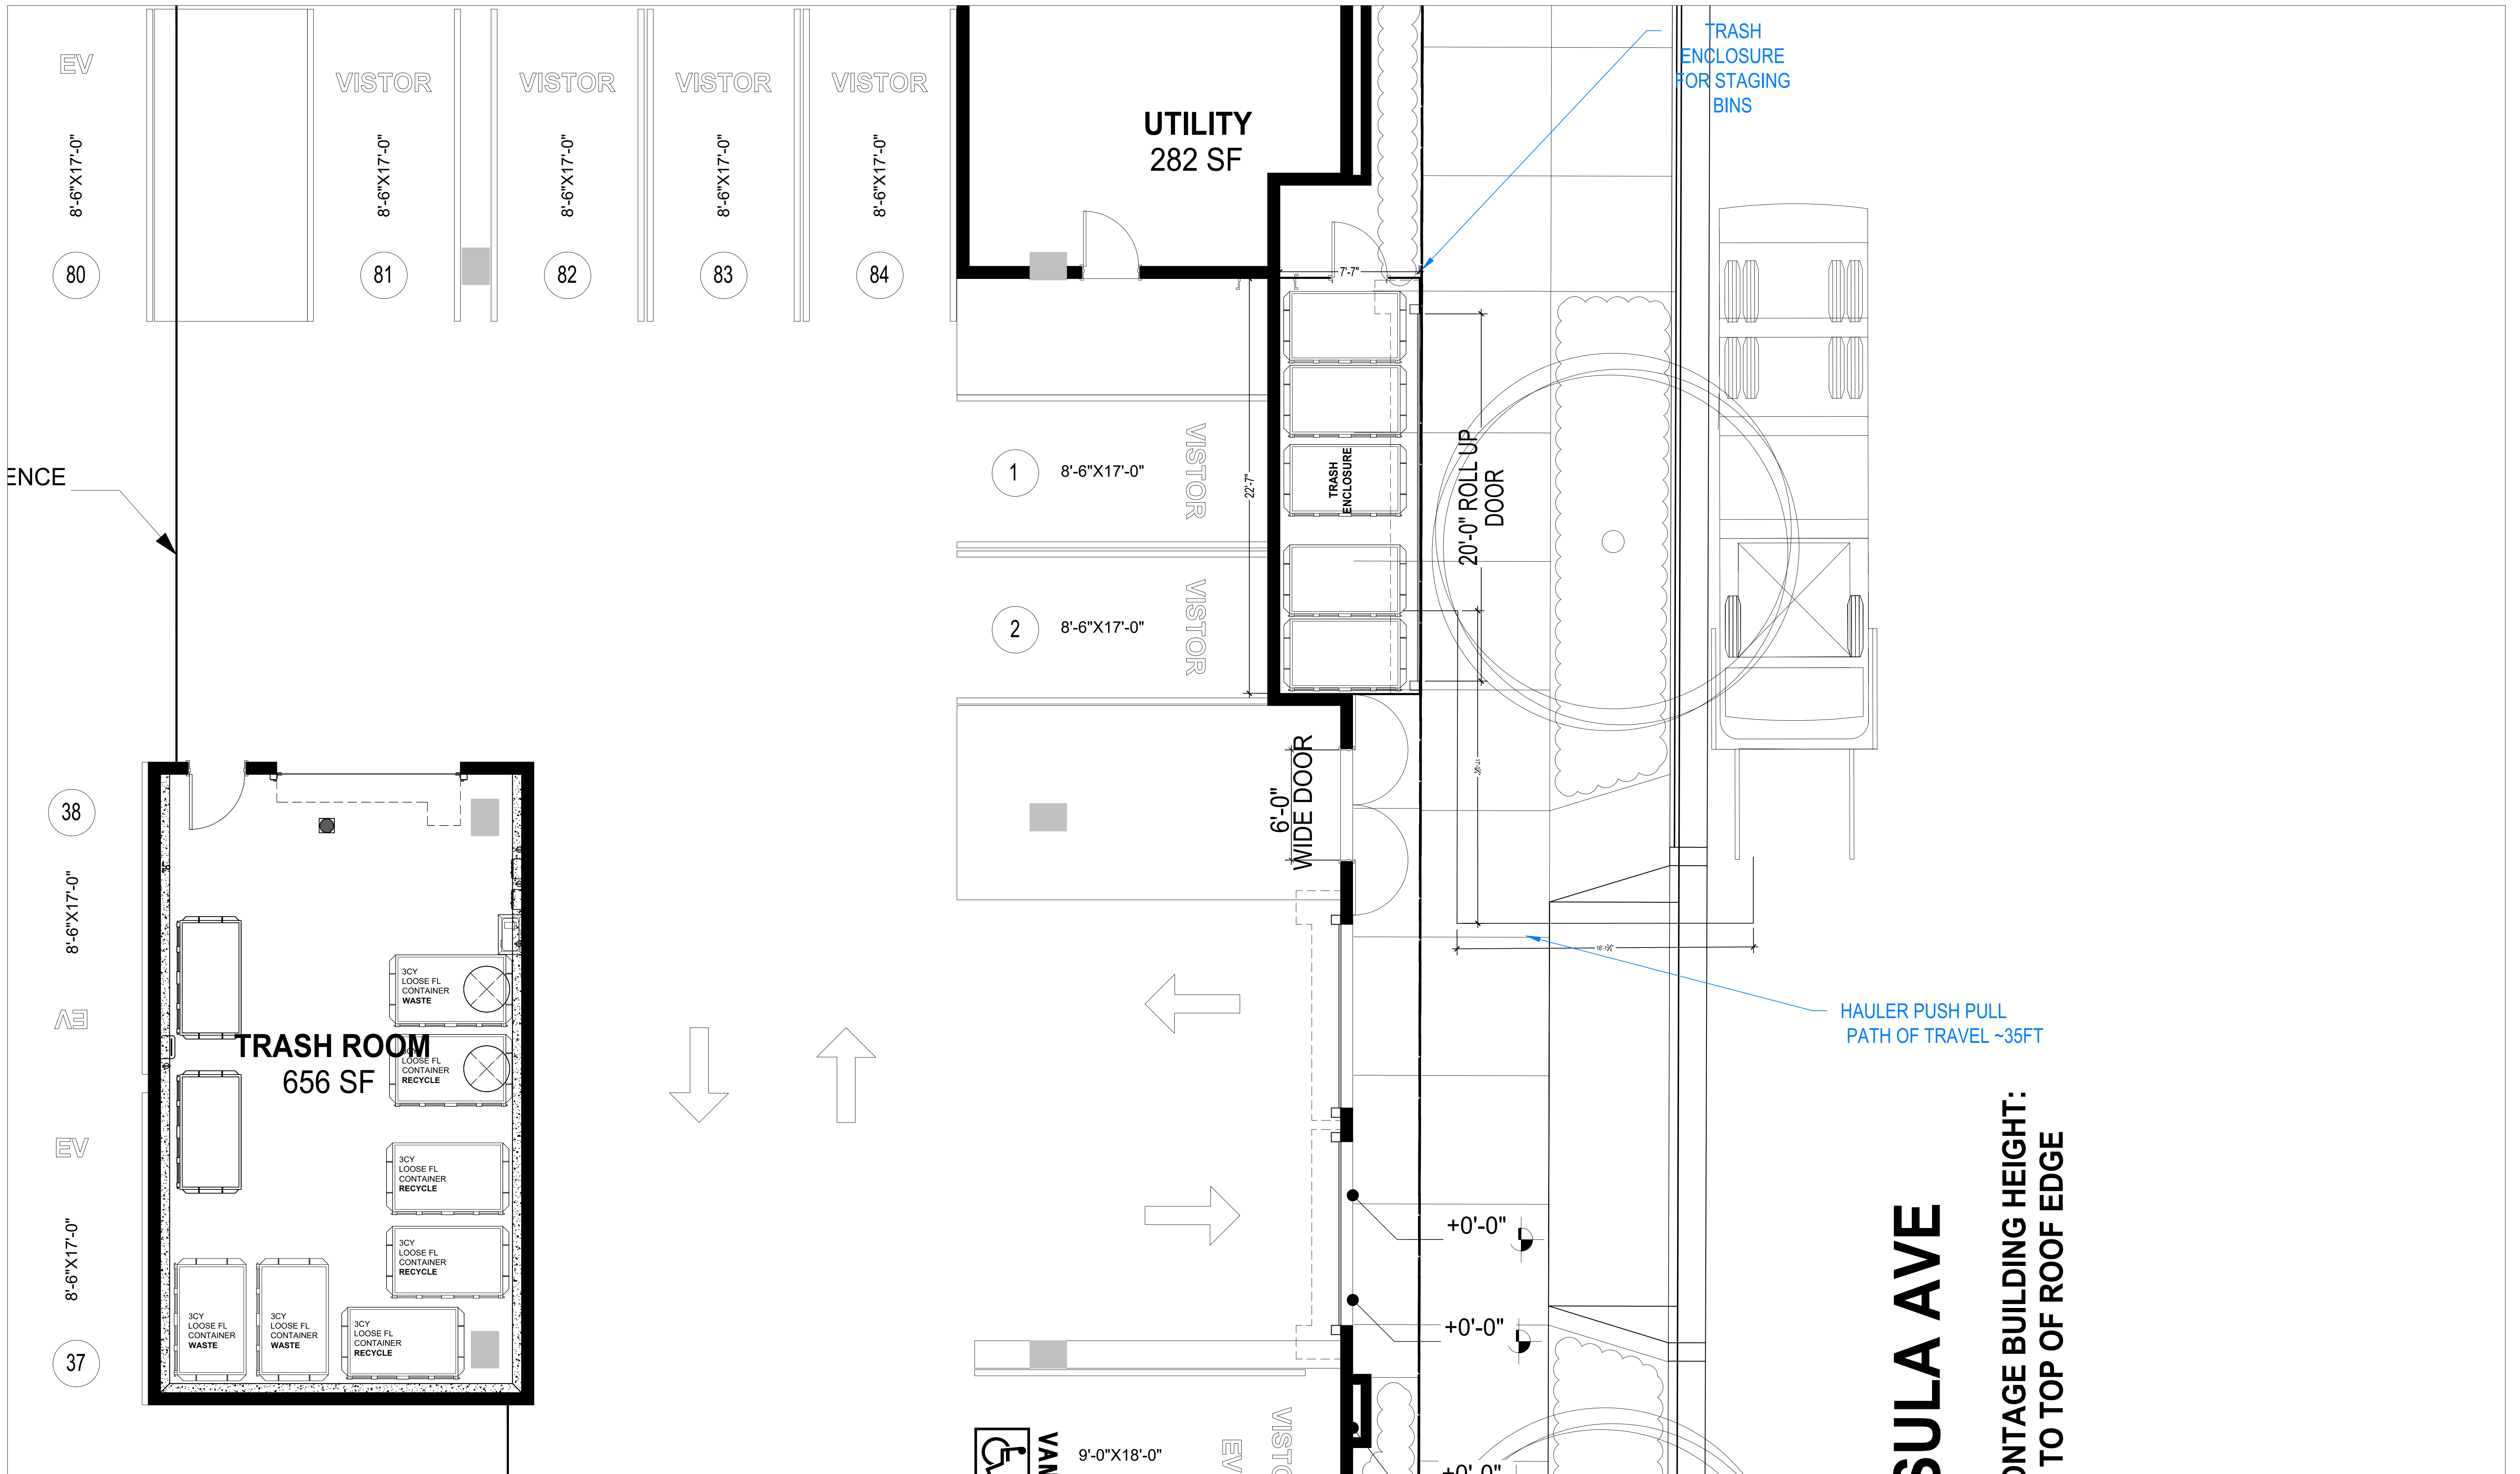 EV
8'-6"X17'-0"
80
VISTOR
8'-6"X17'-0"
81
VISTOR
8'-6"X17'-0"
82
VISTOR
8'-6"X17'-0"
83
VISTOR
8'-6"X17'-0"
84
UTILITY
282 SF
TRASH
ENCLOSURE
FOR STAGING
BINS
7'-7"
22'-7"
TRASH
ENCLOSURE
20'-0" ROLL UP
DOOR
1
8'-6"X17'-0"
VISTOR
2
8'-6"X17'-0"
VISTOR
ENCE
6'-0"
WIDE DOOR
38
8'-6"X17'-0"
EV
EV
8'-6"X17'-0"
37
TRASH ROOM
656 SF
3CY
LOOSE FL
CONTAINER
WASTE
LOOSE FL
CONTAINER
RECYCLE
3CY
LOOSE FL
CONTAINER
RECYCLE
3CY
LOOSE FL
CONTAINER
RECYCLE
3CY
LOOSE FL
CONTAINER
WASTE
3CY
LOOSE FL
CONTAINER
WASTE
3CY
LOOSE FL
CONTAINER
RECYCLE
HAULER PUSH PULL
PATH OF TRAVEL ~35FT
+0'-0"
+0'-0"
+0'-0"
SULA AVE
ONTAGE BUILDING HEIGHT:
TO TOP OF ROOF EDGE
VAN
9'-0"X18'-0"
EV
VISTO